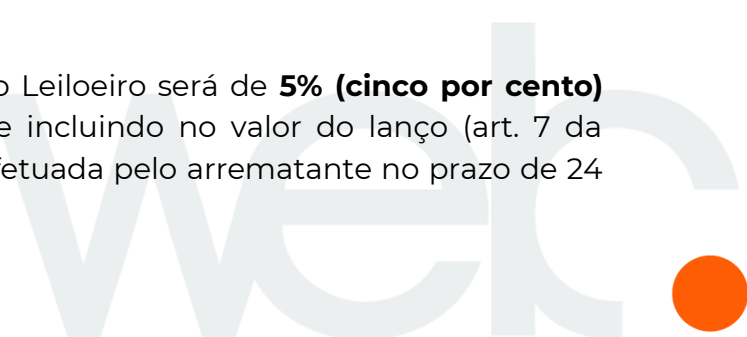 o Leiloeiro será de 5% (cinco por cento)
e incluindo no valor do lanço (art. 7 da
fetuada pelo arrematante no prazo de 24
web.